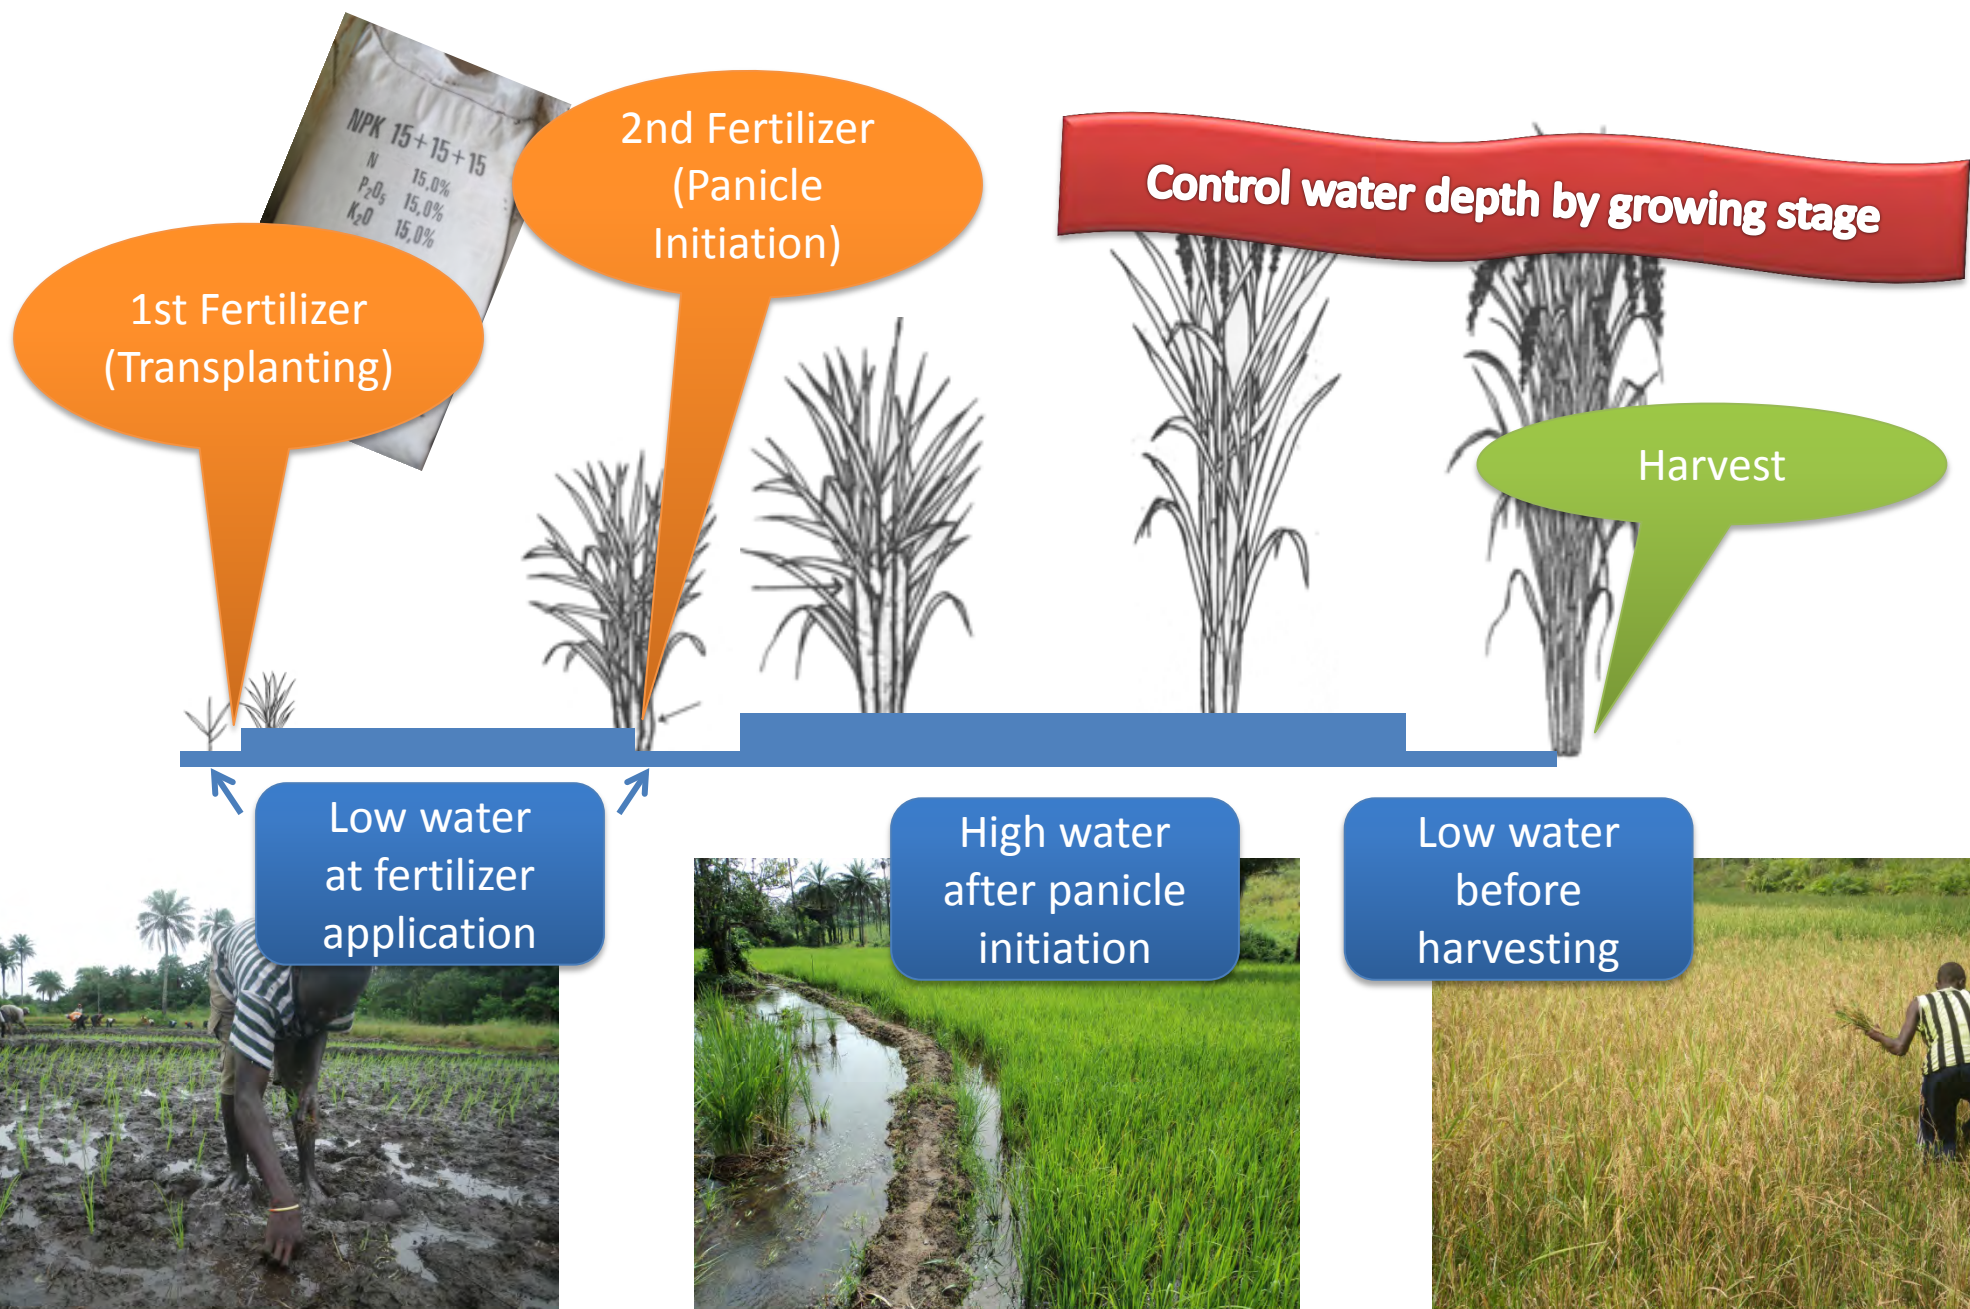 NPK 15+15+15
N 15,0%
P₂O₅ 15,0%
K₂O 15,0%
1st Fertilizer
(Transplanting)
2nd Fertilizer
(Panicle
Initiation)
Control water depth by growing stage
Harvest
Low water
at fertilizer
application
High water
after panicle
initiation
Low water
before
harvesting